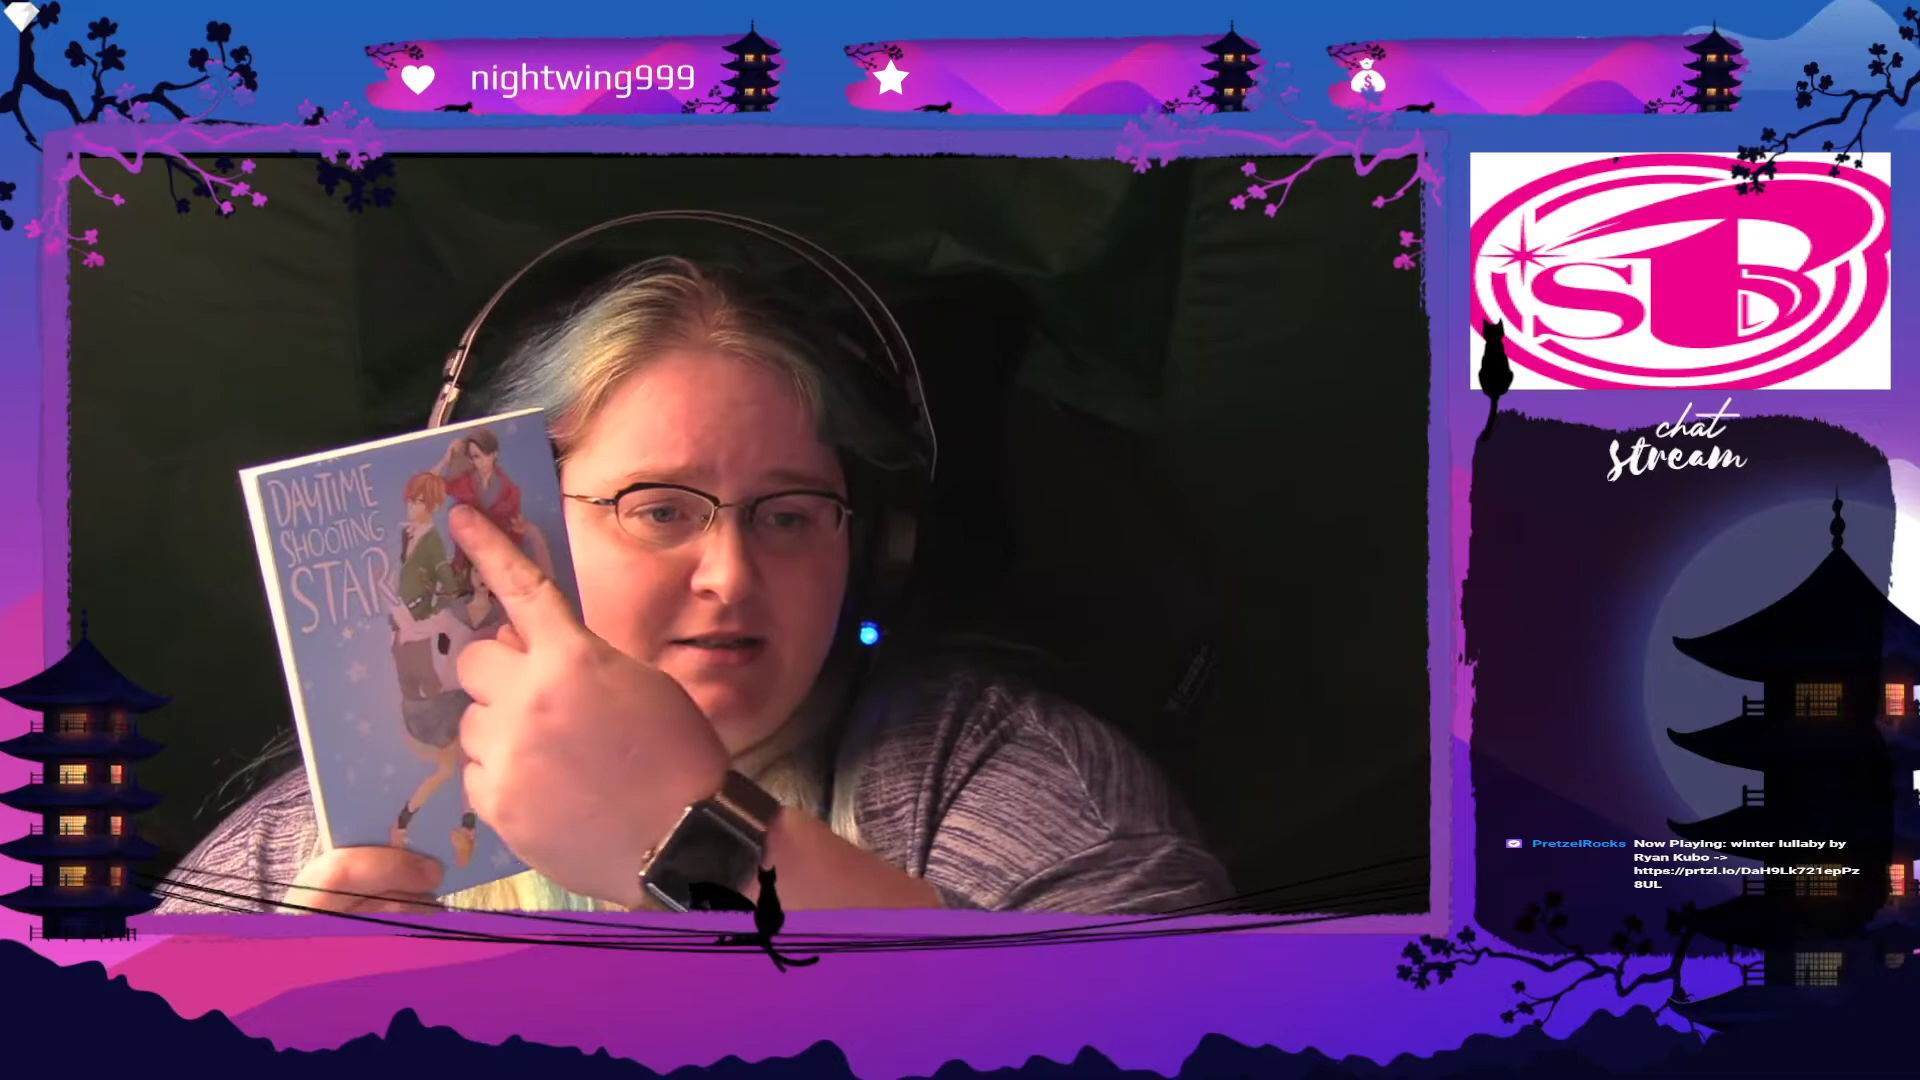 nightwing999
SB
chat
stream
DAYTIME
SHOOTING
STAR
PretzelRocks Now Playing: winter lullaby by
Ryan Kubo ->
https://prtzl.io/DaH9Lk721epPz
8UL